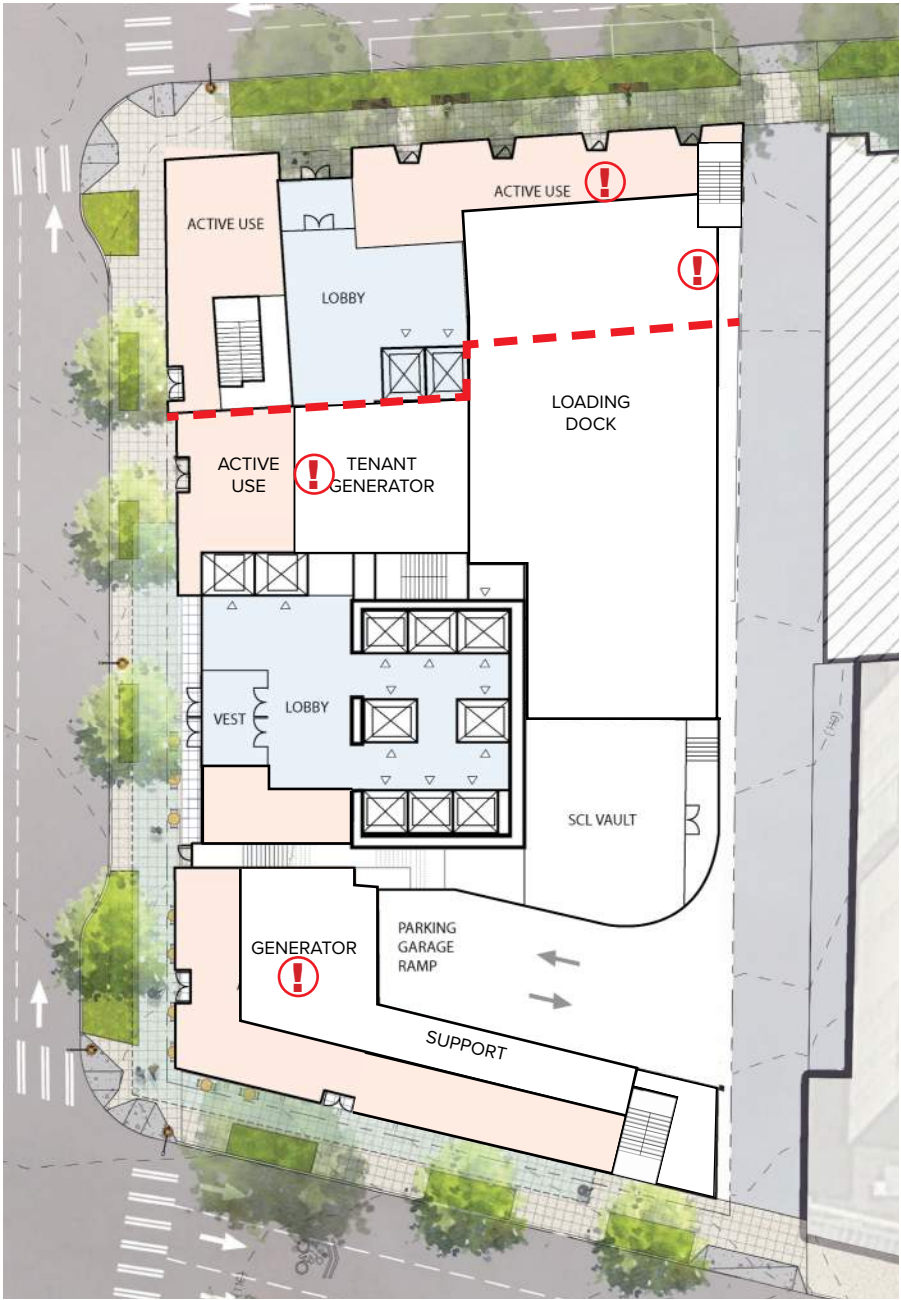 ACTIVE USE
!
ACTIVE USE
!
LOBBY
LOADING
DOCK
ACTIVE
USE
!
TENANT
GENERATOR
VEST
LOBBY
SCL VAULT
PARKING
GARAGE
RAMP
GENERATOR
!
SUPPORT